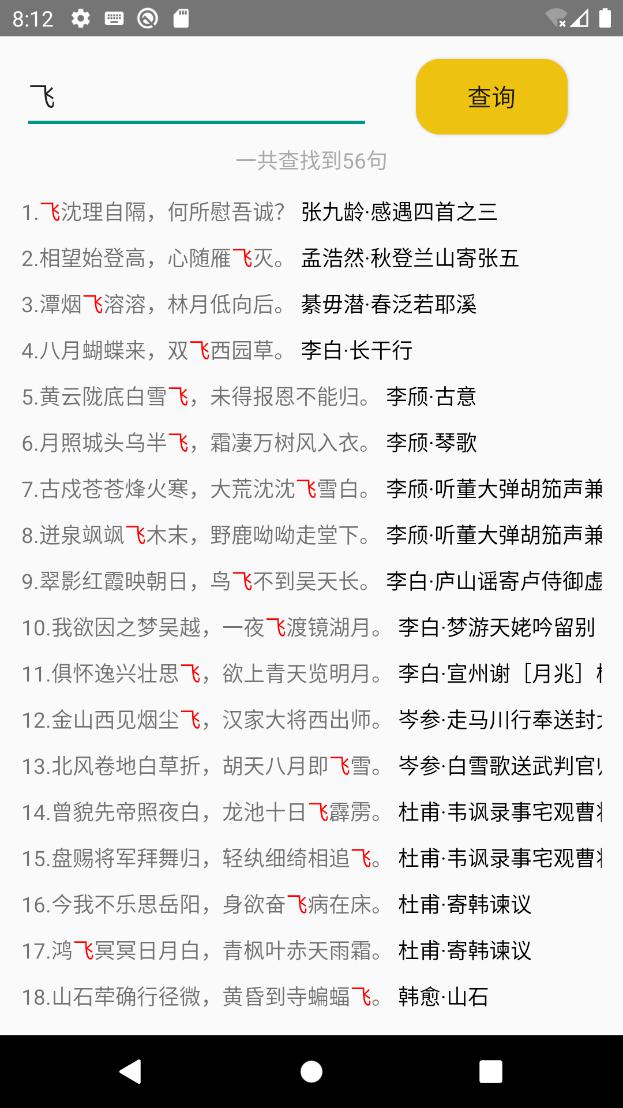 8:12
飞
查询
一共查找到56句
1.飞沈理自隔，何所慰吾诚？ 张九龄·感遇四首之三
2.相望始登高，心随雁飞灭。 孟浩然·秋登兰山寄张五
3.潭烟飞溶溶，林月低向后。 綦毋潜·春泛若耶溪
4.八月蝴蝶来，双飞西园草。 李白·长干行
5.黄云陇底白雪飞，未得报恩不能归。 李颀·古意
6.月照城头乌半飞，霜凄万树风入衣。 李颀·琴歌
7.古戍苍苍烽火寒，大荒沈沈飞雪白。 李颀·听董大弹胡笳声兼
8.迸泉飒飒飞木末，野鹿呦呦走堂下。 李颀·听董大弹胡笳声兼
9.翠影红霞映朝日，鸟飞不到吴天长。 李白·庐山谣寄卢侍御虚
10.我欲因之梦吴越，一夜飞渡镜湖月。 李白·梦游天姥吟留别
11.俱怀逸兴壮思飞，欲上青天览明月。 李白·宣州谢［月兆］
12.金山西见烟尘飞，汉家大将西出师。 岑参·走马川行奉送封
13.北风卷地白草折，胡天八月即飞雪。 岑参·白雪歌送武判官
14.曾貌先帝照夜白，龙池十日飞霹雳。 杜甫·韦讽录事宅观曹
15.盘赐将军拜舞归，轻纨细绮相追飞。 杜甫·韦讽录事宅观曹
16.今我不乐思岳阳，身欲奋飞病在床。 杜甫·寄韩谏议
17.鸿飞冥冥日月白，青枫叶赤天雨霜。 杜甫·寄韩谏议
18.山石荦确行径微，黄昏到寺蝙蝠飞。 韩愈·山石